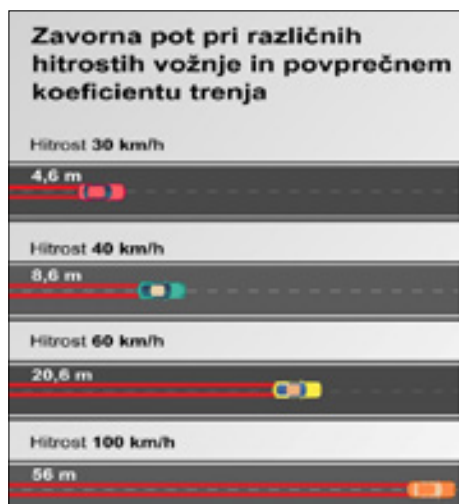 Zavorna pot pri različnih
hitrostih vožnje in povprečnem
koeficientu trenja
Hitrost 30 km/h
4,6 m
Hitrost 40 km/h
8,6 m
Hitrost 60 km/h
20,6 m
Hitrost 100 km/h
56 m